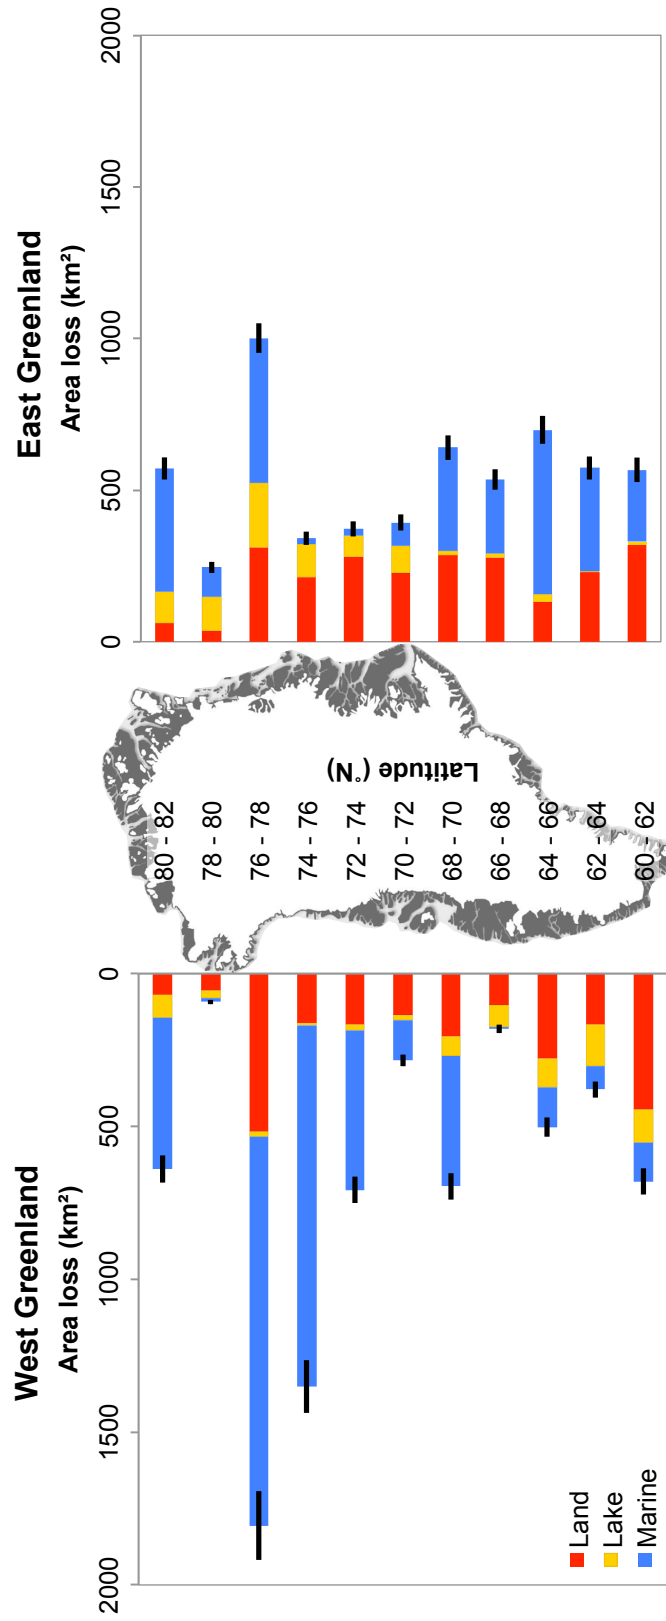 West Greenland
Area loss (km²)
2000
1500
1000
500
0
East Greenland
Area loss (km²)
0
500
1000
1500
2000
Latitude (˚N)
80 - 82
78 - 80
76 - 78
74 - 76
72 - 74
70 - 72
68 - 70
66 - 68
64 - 66
62 - 64
60 - 62
Land
Lake
Marine